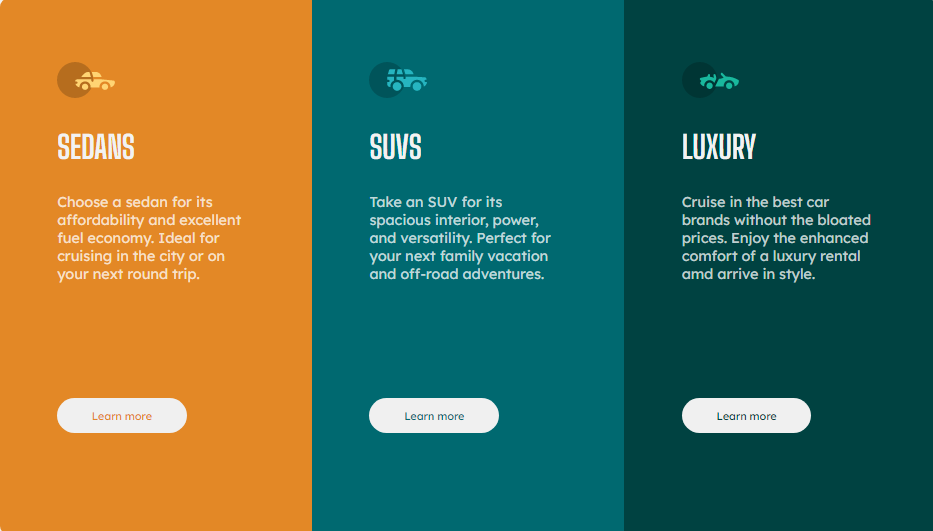 SEDANS
Choose a sedan for its
affordability and excellent
fuel economy. Ideal for
cruising in the city or on
your next round trip.
Learn more
SUVS
Take an SUV for its
spacious interior, power,
and versatility. Perfect for
your next family vacation
and off-road adventures.
Learn more
LUXURY
Cruise in the best car
brands without the bloated
prices. Enjoy the enhanced
comfort of a luxury rental
amd arrive in style.
Learn more